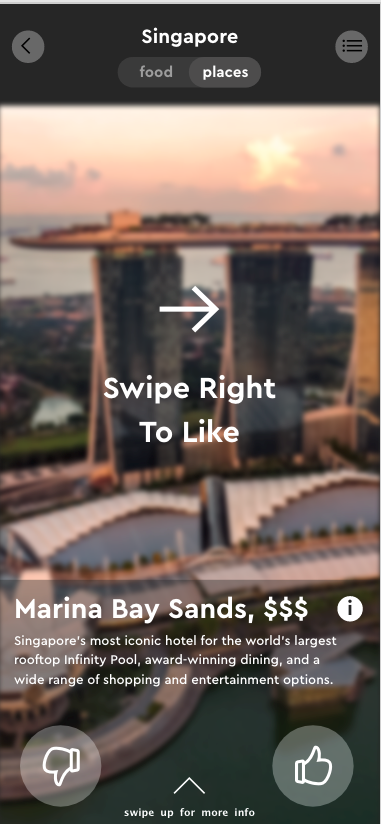 Singapore
food places
Swipe Right
To Like
Marina Bay Sands, $$$
Singapore's most iconic hotel for the world's largest
rooftop Infinity Pool, award-winning dining, and a
wide range of shopping and entertainment options.
swipe up for more info